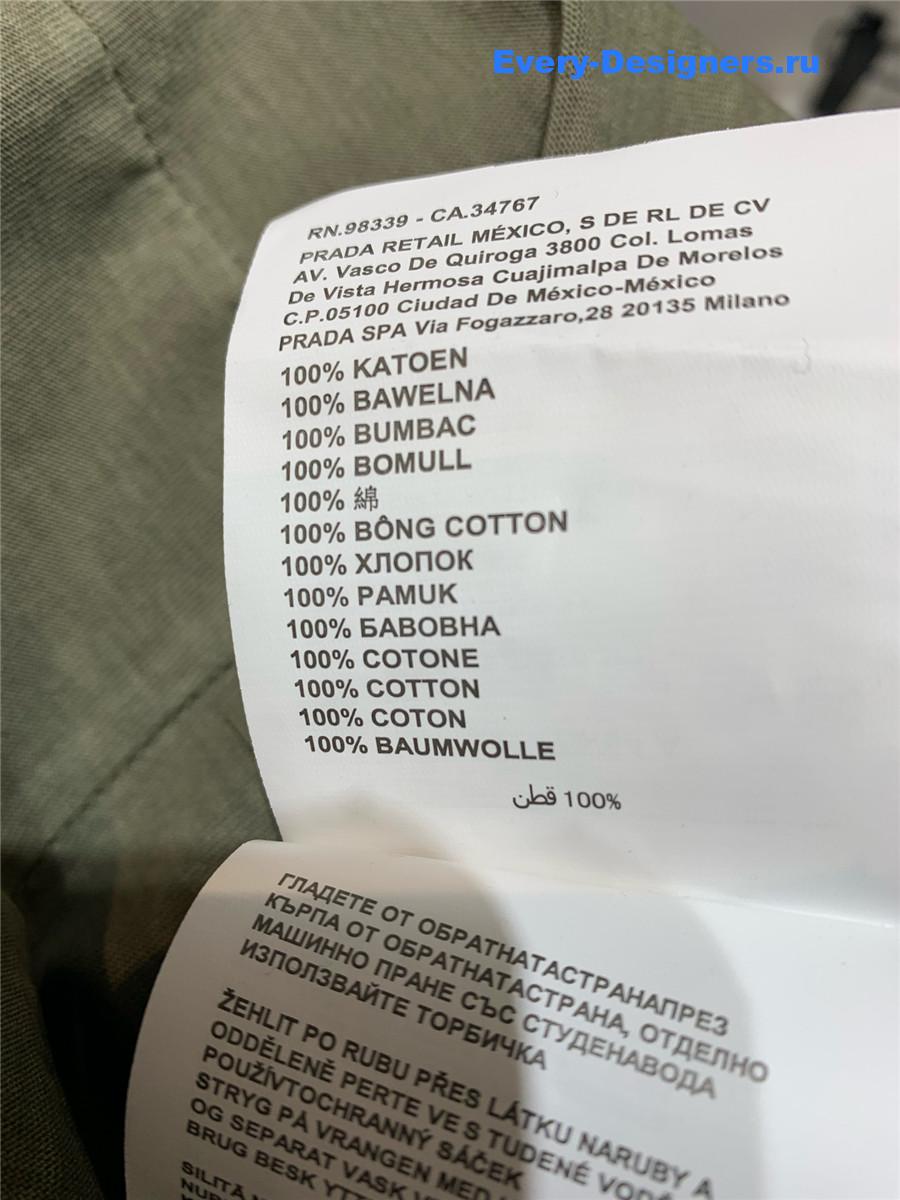 Every-Designers.ru
RN.98339 - CA.34767
PRADA RETAIL MÉXICO, S DE RL DE CV
AV. Vasco De Quiroga 3800 Col. Lomas
De Vista Hermosa Cuajimalpa De Morelos
C.P.05100 Ciudad De México-México
PRADA SPA Via Fogazzaro,28 20135 Milano
100% KATOEN
100% BAWELNA
100% BUMBAC
100% BOMULL
100% 綿
100% BÔNG COTTON
100% ХЛОПОК
100% PAMUK
100% БАВОВНА
100% COTONE
100% COTTON
100% COTON
100% BAUMWOLLE
100% قطن
ГЛАДЕТЕ ОТ ОБРАТНАТАСТРАНАПРЕЗ
КЪРПА ОТ ОБРАТНАТАСТРАНА, ОТДЕЛНО
МАШИННО ПРАНЕ СЪС СТУДЕНАВОДА
ИЗПОЛЗВАЙТЕ ТОРБИЧКА
ŽEHLIT PO RUBU PŘES LÁTKU NARUBY A
ODDĚLENĚ PERTE VE S TUDENÉ
POUŽÍVTOCHRANNÝ SÁČEK
STRYG PÅ VRANGEN MED
OG SEPARAT VASK
BRUG BESK
SILITĂ